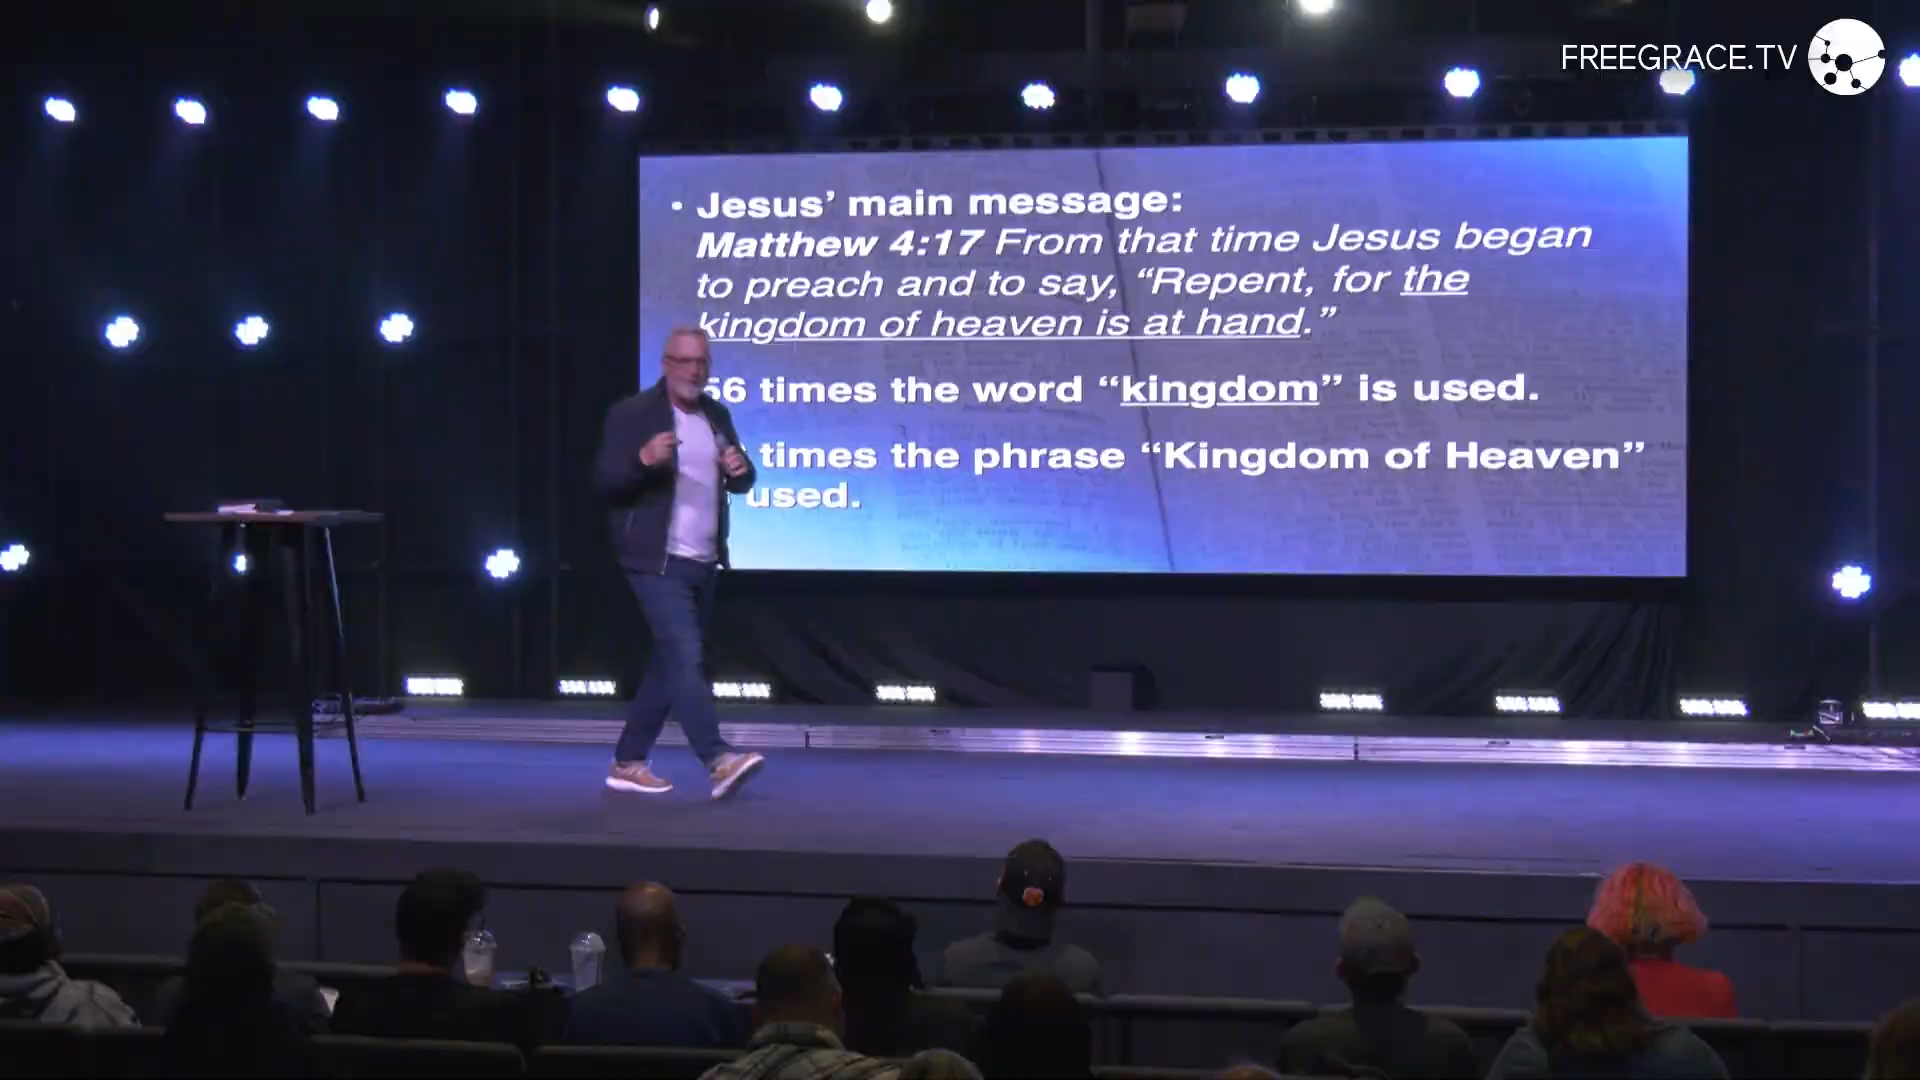 FREEGRACE.TV
• Jesus’ main message:
Matthew 4:17 From that time Jesus began
to preach and to say, “Repent, for the
kingdom of heaven is at hand.”
times the word “kingdom” is used.
times the phrase “Kingdom of Heaven”
used.